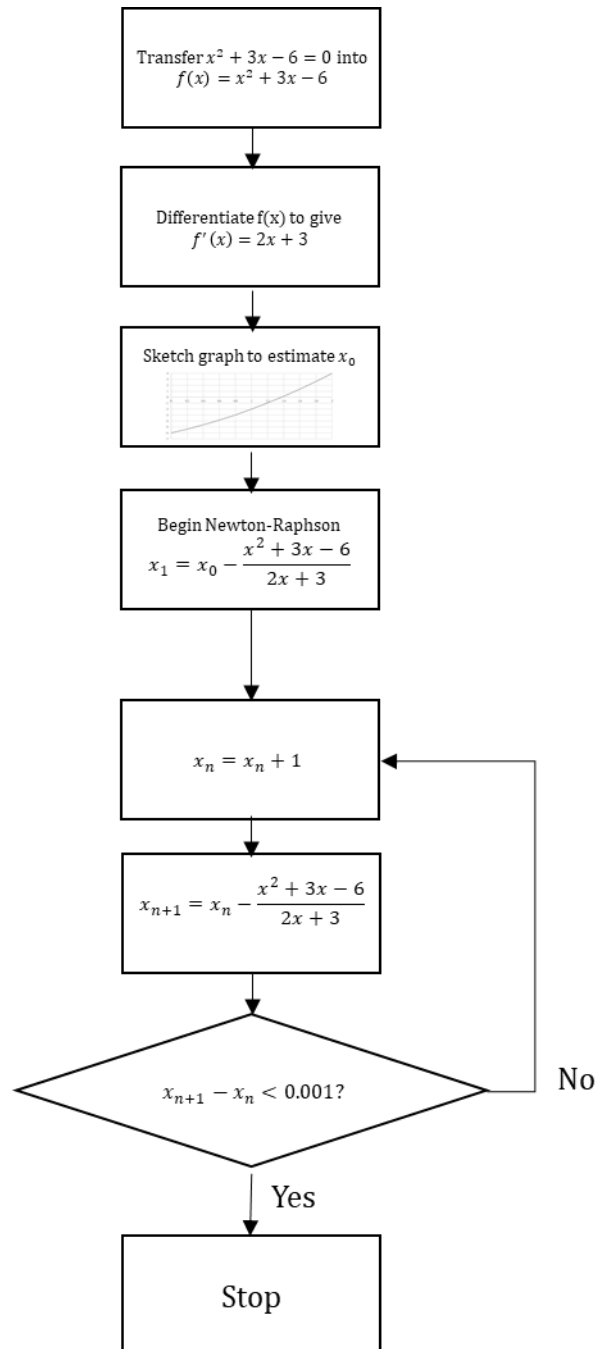 Transfer x² + 3x − 6 = 0 into
f(x) = x² + 3x − 6
Differentiate f(x) to give
f′(x) = 2x + 3
Sketch graph to estimate x₀
Begin Newton-Raphson
x₁ = x₀ − (x² + 3x − 6)/(2x + 3)
xₙ = xₙ + 1
xₙ₊₁ = xₙ − (x² + 3x − 6)/(2x + 3)
xₙ₊₁ − xₙ < 0.001?
No
Yes
Stop